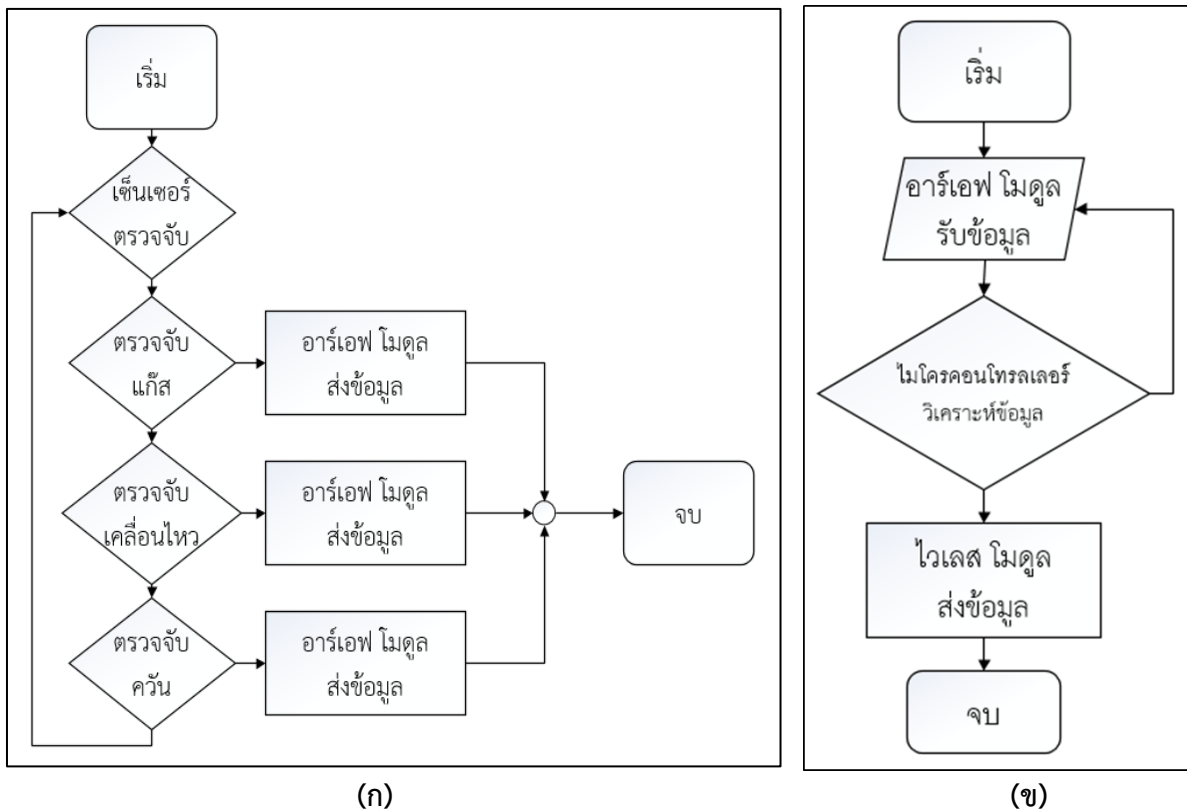 เริ่ม
เซ็นเซอร์
ตรวจจับ
ตรวจจับ
แก๊ส
อาร์เอฟ โมดูล
ส่งข้อมูล
ตรวจจับ
เคลื่อนไหว
อาร์เอฟ โมดูล
ส่งข้อมูล
จบ
ตรวจจับ
ควัน
อาร์เอฟ โมดูล
ส่งข้อมูล
(ก)
เริ่ม
อาร์เอฟ โมดูล
รับข้อมูล
ไมโครคอนโทรลเลอร์
วิเคราะห์ข้อมูล
ไวเลส โมดูล
ส่งข้อมูล
จบ
(ข)